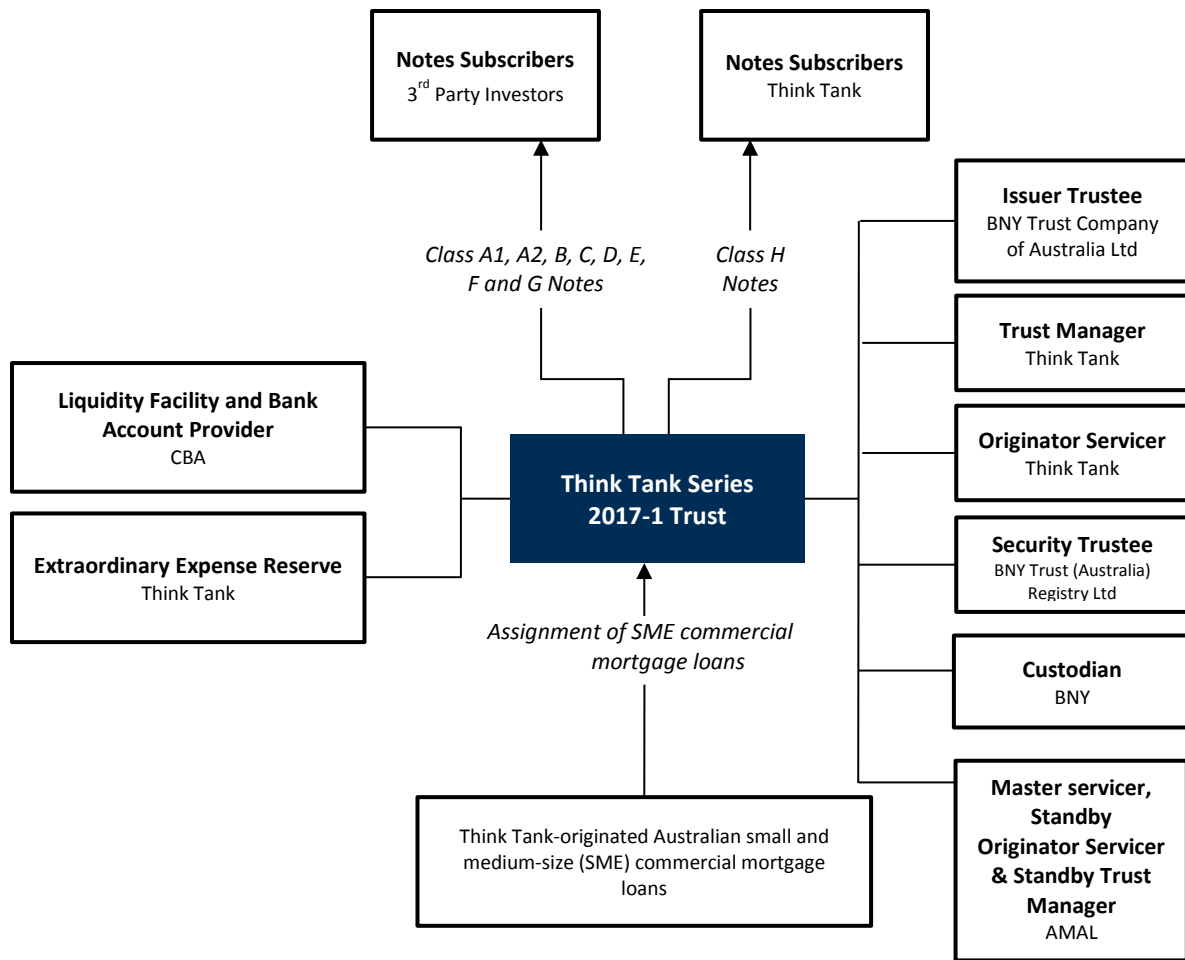 Notes Subscribers
3rd Party Investors
Notes Subscribers
Think Tank
Class A1, A2, B, C, D, E,
F and G Notes
Class H
Notes
Liquidity Facility and Bank
Account Provider
CBA
Extraordinary Expense Reserve
Think Tank
Think Tank Series
2017-1 Trust
Assignment of SME commercial
mortgage loans
Think Tank-originated Australian small and
medium-size (SME) commercial mortgage
loans
Issuer Trustee
BNY Trust Company
of Australia Ltd
Trust Manager
Think Tank
Originator Servicer
Think Tank
Security Trustee
BNY Trust (Australia)
Registry Ltd
Custodian
BNY
Master servicer,
Standby
Originator Servicer
& Standby Trust
Manager
AMAL